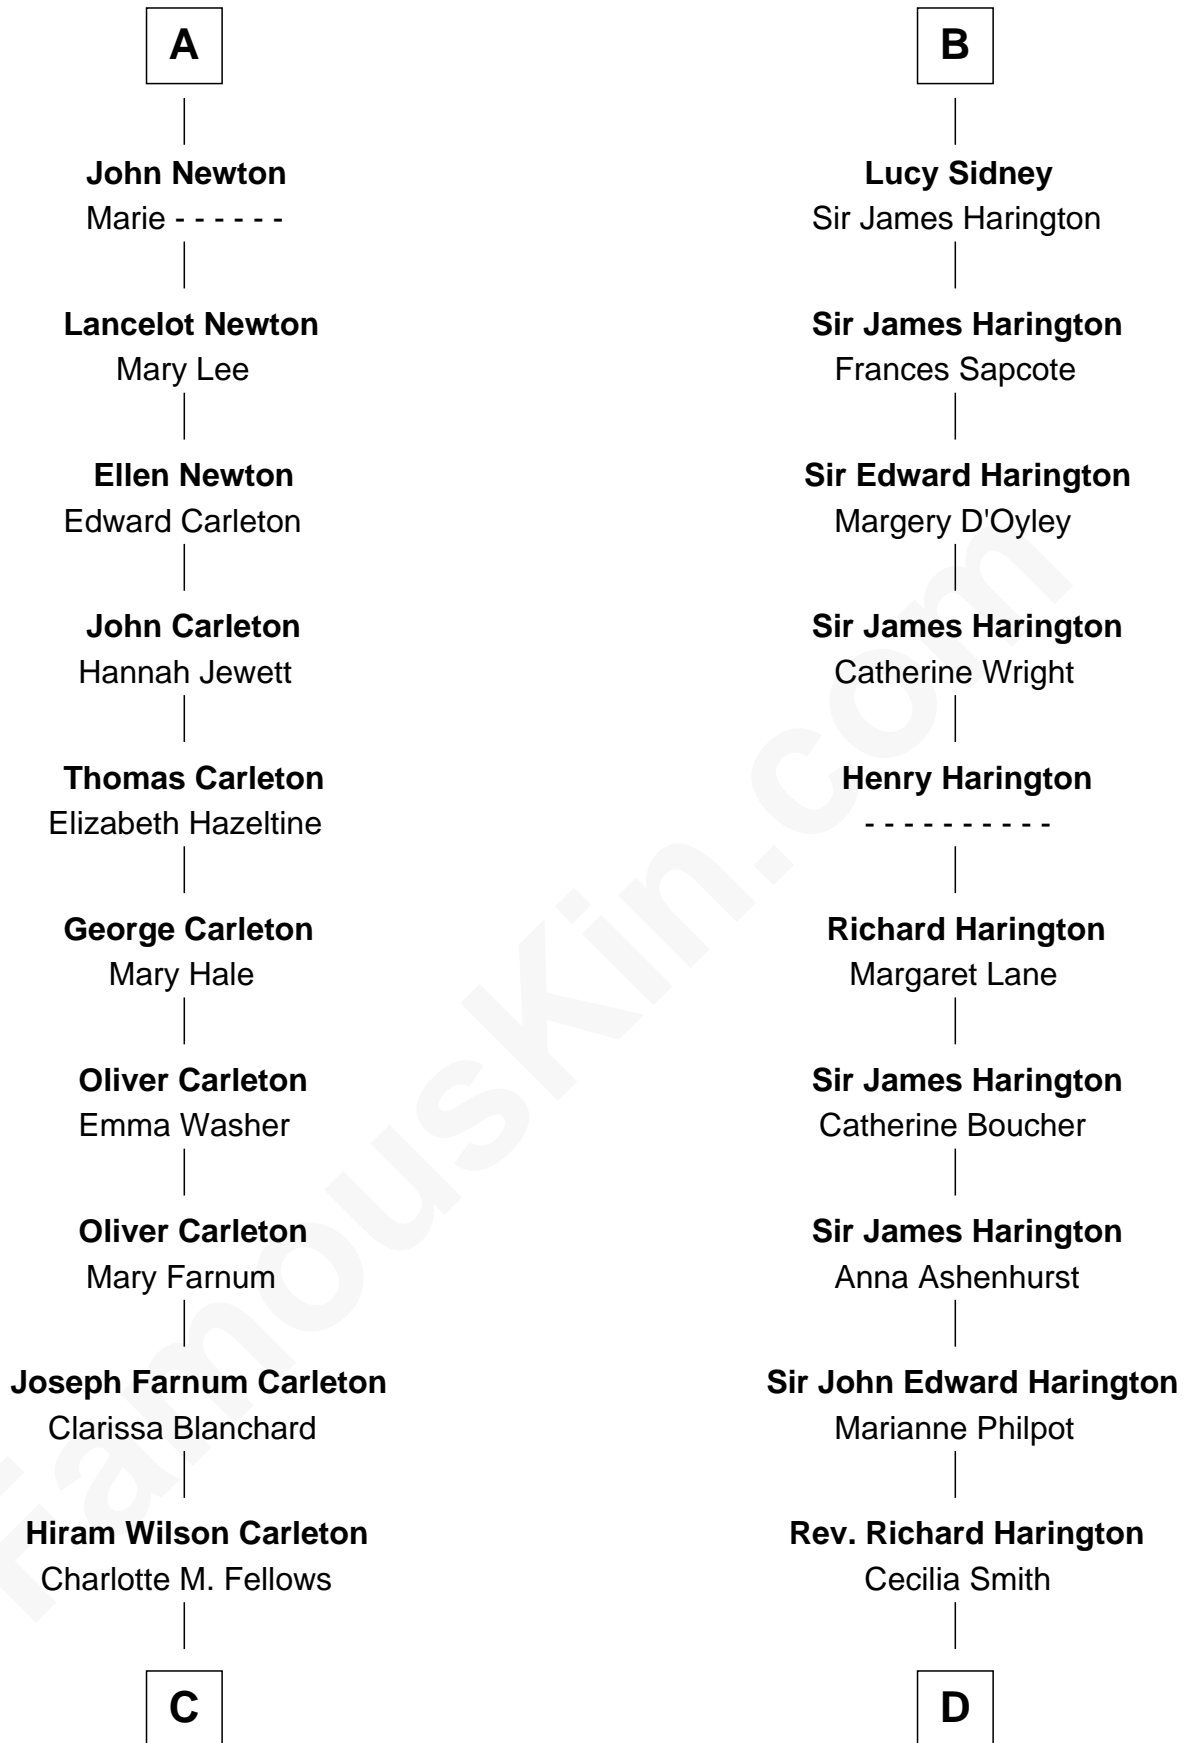 A
John Newton
Marie - - - - - -
Lancelot Newton
Mary Lee
Ellen Newton
Edward Carleton
John Carleton
Hannah Jewett
Thomas Carleton
Elizabeth Hazeltine
George Carleton
Mary Hale
Oliver Carleton
Emma Washer
Oliver Carleton
Mary Farnum
Joseph Farnum Carleton
Clarissa Blanchard
Hiram Wilson Carleton
Charlotte M. Fellows
C
B
Lucy Sidney
Sir James Harington
Sir James Harington
Frances Sapcote
Sir Edward Harington
Margery D'Oyley
Sir James Harington
Catherine Wright
Henry Harington
- - - - - - - - - -
Richard Harington
Margaret Lane
Sir James Harington
Catherine Boucher
Sir James Harington
Anna Ashenhurst
Sir John Edward Harington
Marianne Philpot
Rev. Richard Harington
Cecilia Smith
D
FamousKin.com